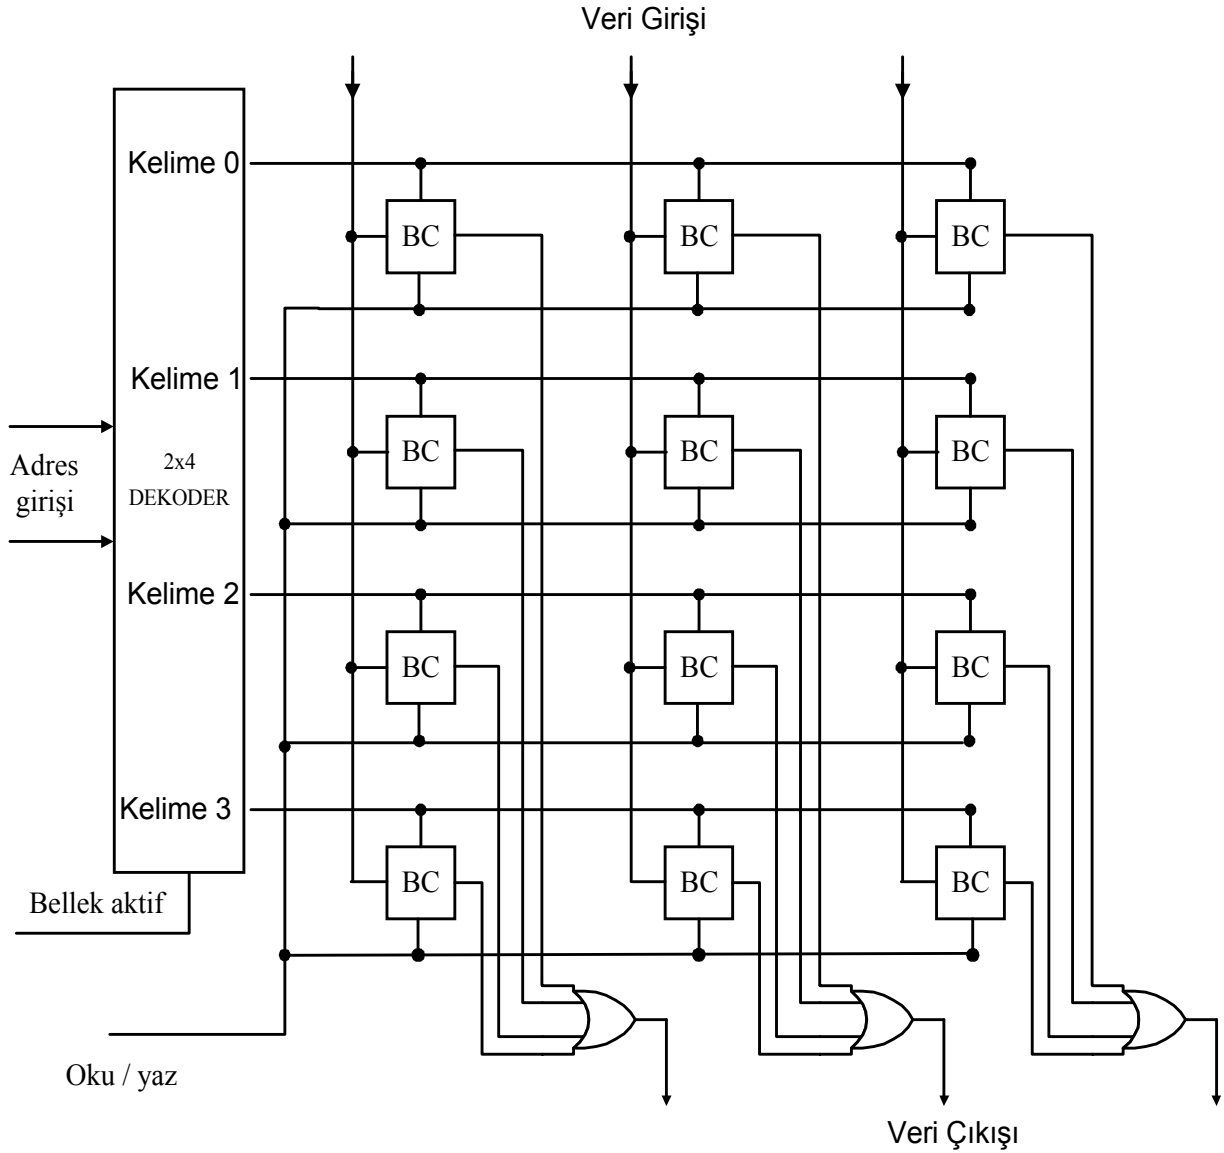 Veri Girişi
Kelime 0
BC
BC
BC
Kelime 1
BC
BC
BC
Adres
girişi
2x4
DEKODER
Kelime 2
BC
BC
BC
Kelime 3
BC
BC
BC
Bellek aktif
Oku / yaz
Veri Çıkışı